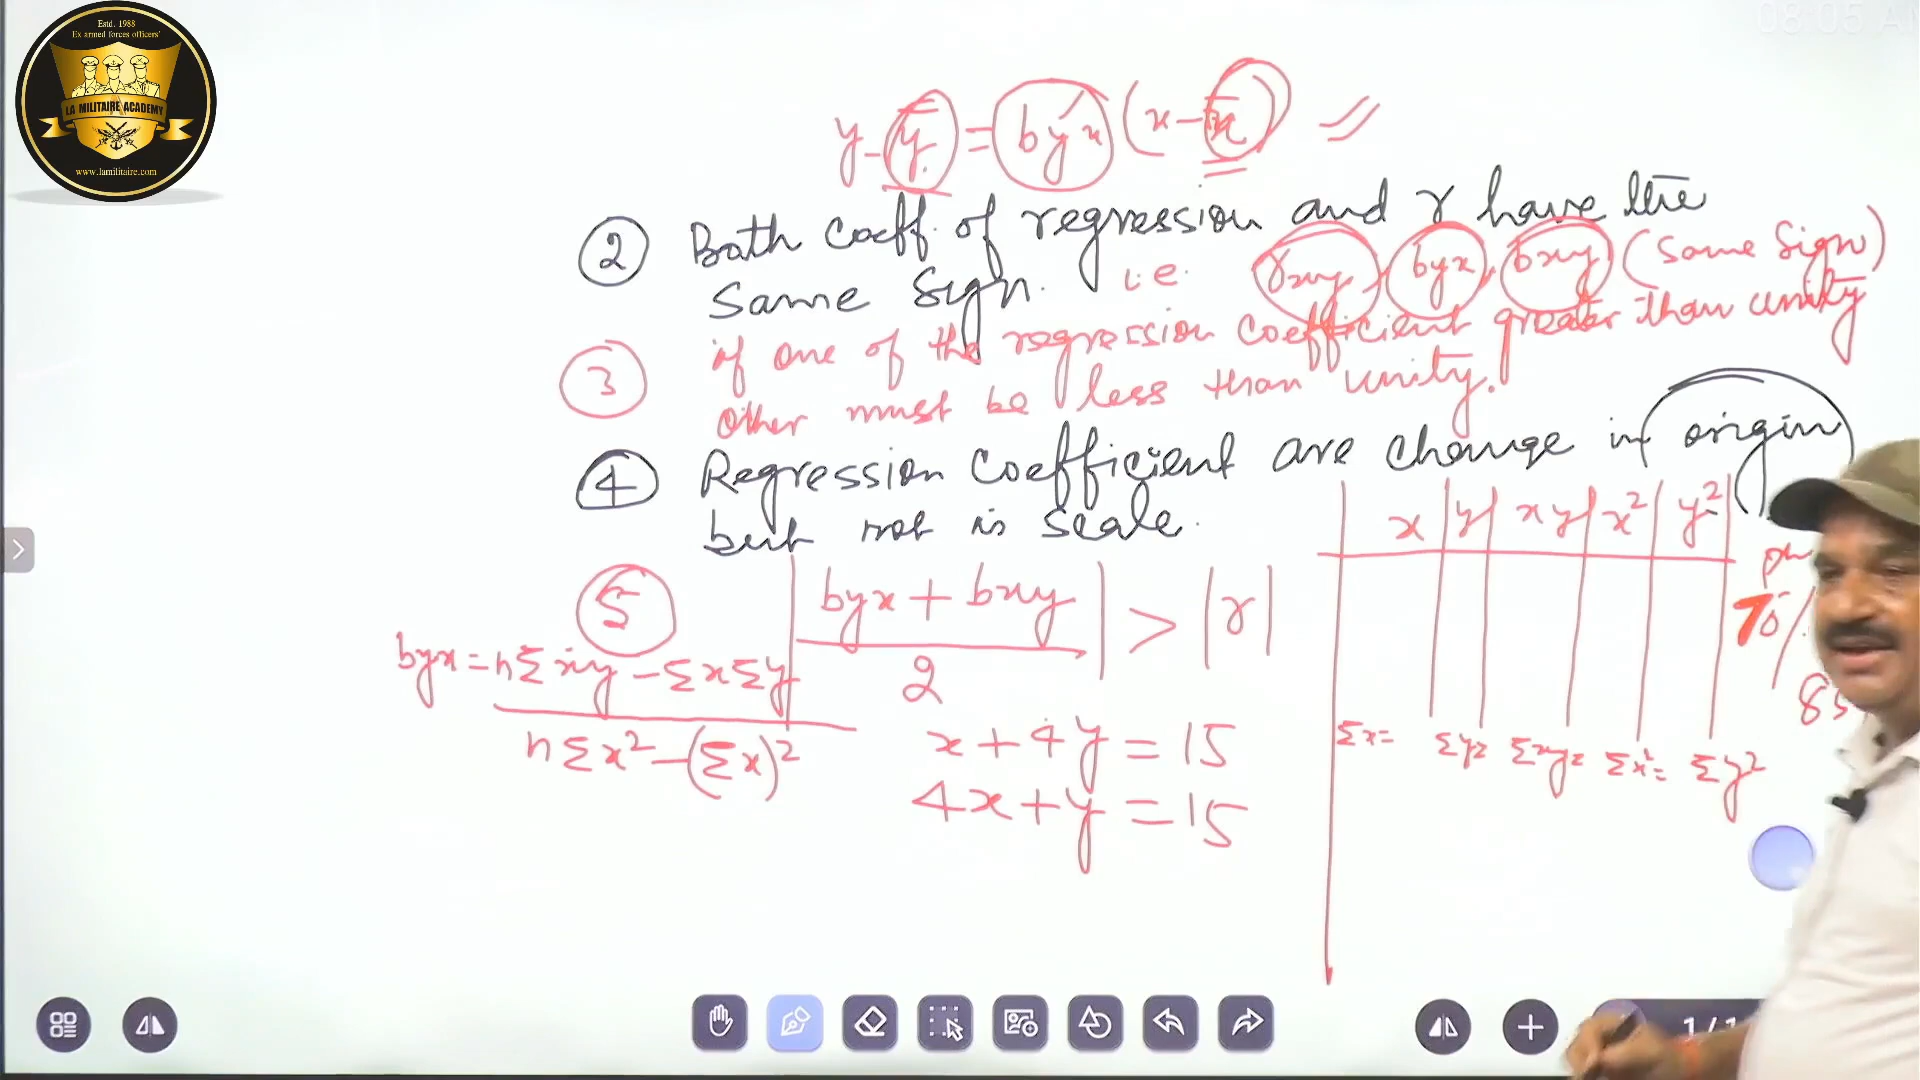 Estd. 1988
Ex armed forces officers'
LA MILITAIRE ACADEMY
www.lamilitaire.com
08:05 AM
y - ȳ = byx (x - x̄)
② Both Coeff. of regression and r have the
Same Sign. i.e. rxy, byx, bxy (Same Sign)
③ if one of the regression Coefficient greater than unity
other must be less than unity.
④ Regression Coefficient are change in origin
but not in scale.
x y xy x² y²
⑤ |byx + bxy / 2| > |r|
byx = nΣxy - ΣxΣy / nΣx² - (Σx)²
x + 4y = 15
4x + y = 15
Σx= Σy= Σxy= Σx²= Σy²